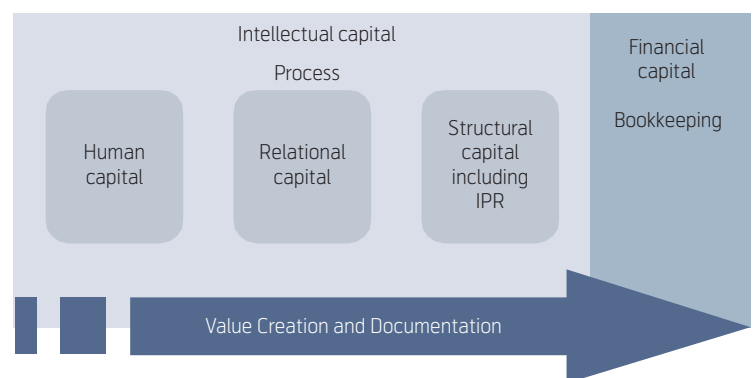 Intellectual capital
Process
Human
capital
Relational
capital
Structural
capital
including
IPR
Financial
capital
Bookkeeping
Value Creation and Documentation